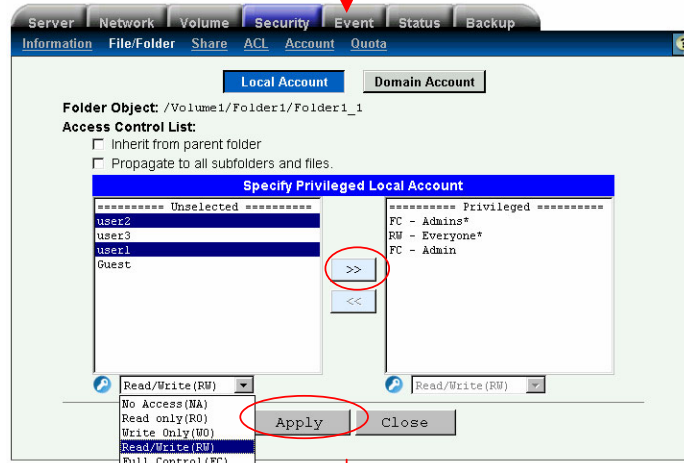 Server Network Volume Security Event Status Backup
Information File/Folder Share ACL Account Quota
Local Account Domain Account
Folder Object: /Volume1/Folder1/Folder1_1
Access Control List:
Inherit from parent folder
Propagate to all subfolders and files.
Specify Privileged Local Account
========== Unselected ==========
user2
user3
user1
Guest
>>
<<
========== Privileged ==========
FC - Admins*
RW - Everyone*
FC - Admin
Read/Write(RW)
Read/Write(RW)
No Access(NA)
Read only(RO)
Write Only(WO)
Read/Write(RW)
Full Control(FC)
Apply Close